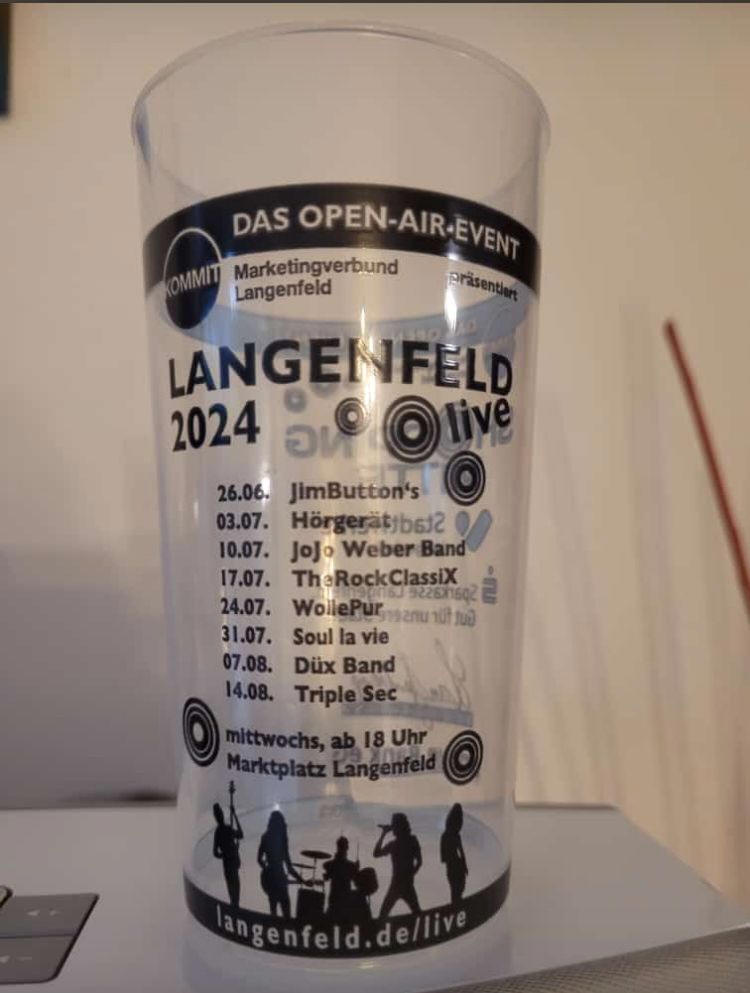 DAS OPEN-AIR-EVENT
KOMMIT
Marketingverbund
Langenfeld
präsentiert
LANGENFELD
2024 live
26.06. JimButton's
03.07. Hörgerät
10.07. JoJo Weber Band
17.07. TheRockClassiX
24.07. WollePur
31.07. Soul la vie
07.08. Düx Band
14.08. Triple Sec
mittwochs, ab 18 Uhr
Marktplatz Langenfeld
langenfeld.de/live